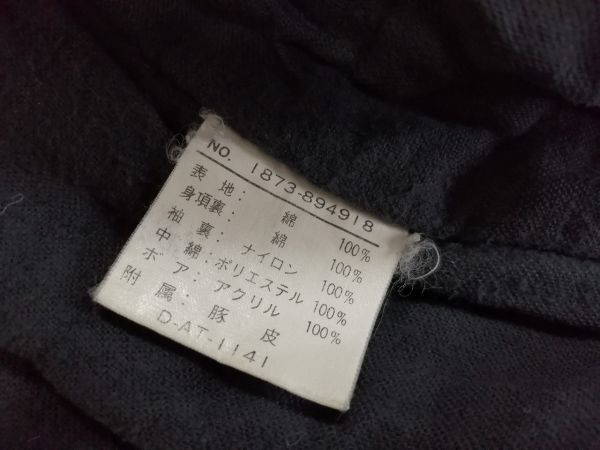 NO. 1873-894918
表地: 綿 100%
身頃裏: 綿 100%
袖裏: ナイロン 100%
中綿: ポリエステル 100%
ボア: アクリル 100%
附属: 豚皮
D-AT-1141